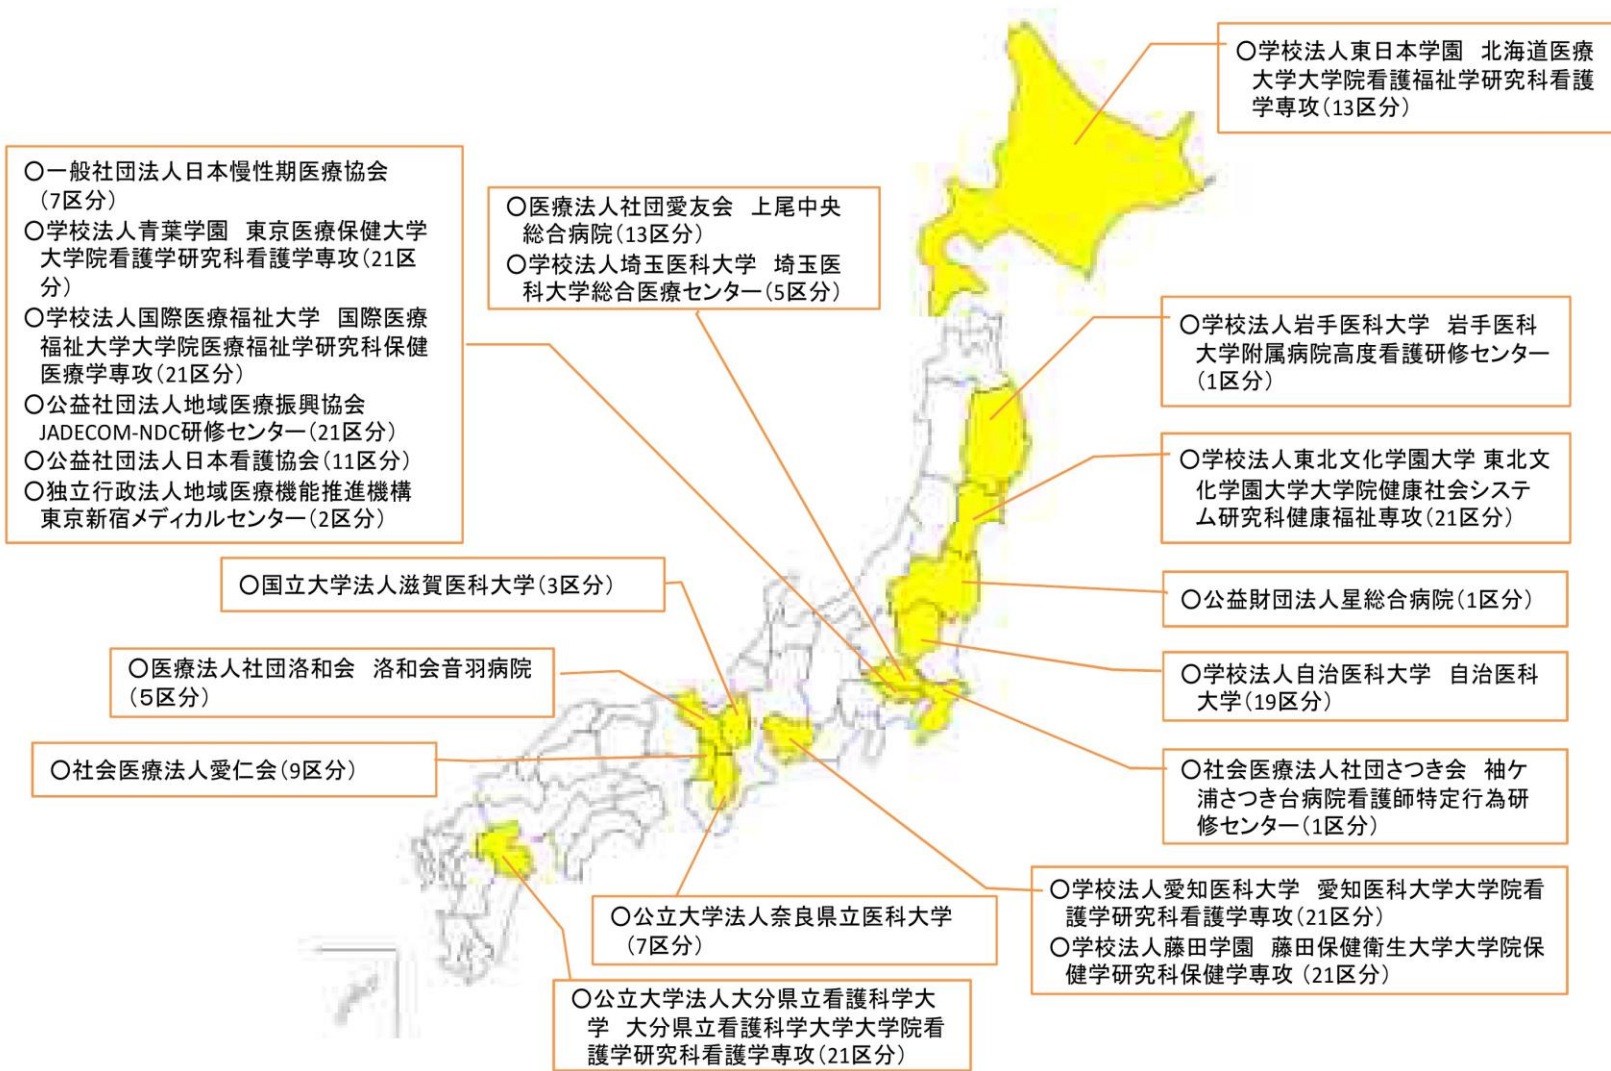 〇学校法人東日本学園 北海道医療
大学大学院看護福祉学研究科看護
学専攻(13区分)
〇一般社団法人日本慢性期医療協会
(7区分)
〇学校法人青葉学園 東京医療保健大学
大学院看護学研究科看護学専攻(21区
分)
〇学校法人国際医療福祉大学 国際医療
福祉大学大学院医療福祉学研究科保健
医療学専攻(21区分)
〇公益社団法人地域医療振興協会
JADECOM-NDC研修センター(21区分)
〇公益社団法人日本看護協会(11区分)
〇独立行政法人地域医療機能推進機構
東京新宿メディカルセンター(2区分)
〇医療法人社団愛友会 上尾中央
総合病院(13区分)
〇学校法人埼玉医科大学 埼玉医
科大学総合医療センター(5区分)
〇学校法人岩手医科大学 岩手医科
大学附属病院高度看護研修センター
(1区分)
〇学校法人東北文化学園大学 東北文
化学園大学大学院健康社会システ
ム研究科健康福祉専攻(21区分)
〇国立大学法人滋賀医科大学(3区分)
〇公益財団法人星総合病院(1区分)
〇医療法人社団洛和会 洛和会音羽病院
(5区分)
〇学校法人自治医科大学 自治医科
大学(19区分)
〇社会医療法人愛仁会(9区分)
〇社会医療法人社団さつき会 袖ケ
浦さつき台病院看護師特定行為研
修センター(1区分)
〇学校法人愛知医科大学 愛知医科大学大学院看
護学研究科看護学専攻(21区分)
〇学校法人藤田学園 藤田保健衛生大学大学院保
健学研究科保健学専攻 (21区分)
〇公立大学法人奈良県立医科大学
(7区分)
〇公立大学法人大分県立看護科学大
学 大分県立看護科学大学大学院看
護学研究科看護学専攻(21区分)